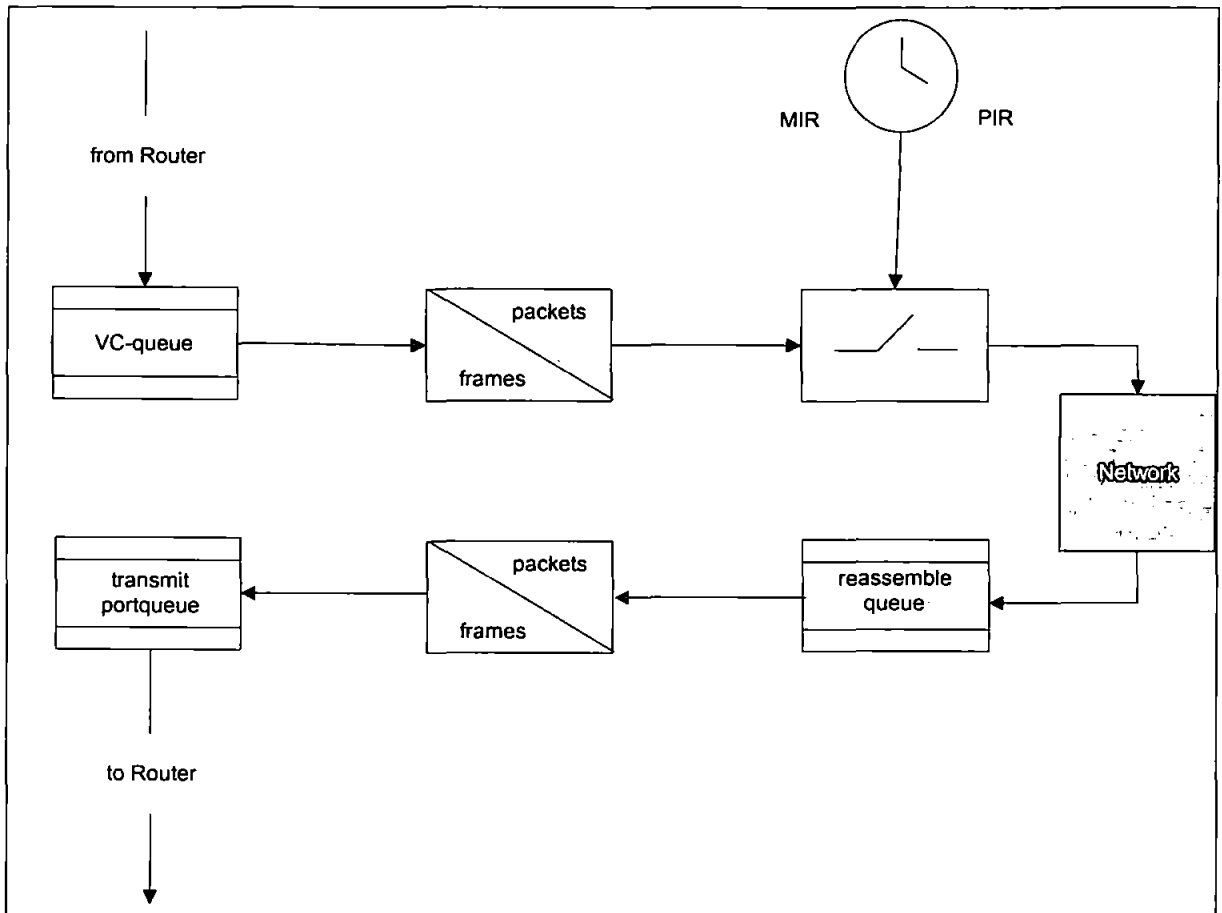 MIR
PIR
from Router
VC-queue
packets
frames
Network
transmit
portqueue
packets
frames
reassemble
queue
to Router